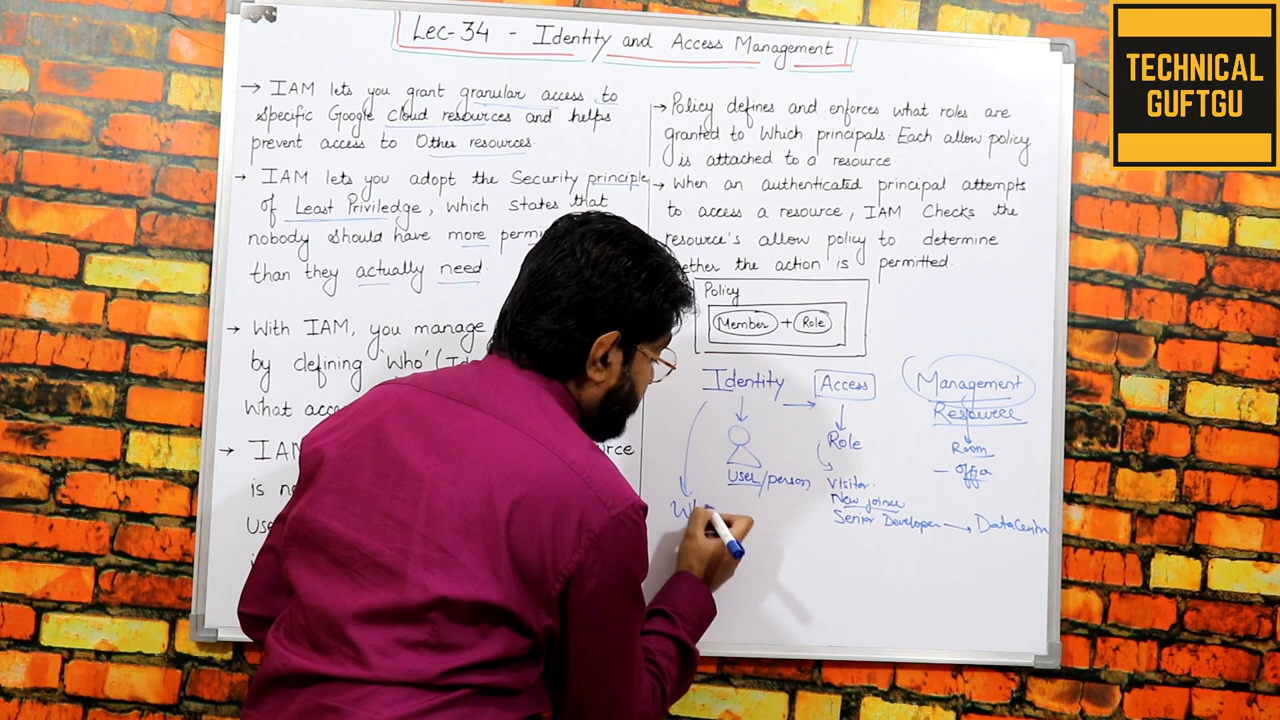 Lec-34 - Identity and Access Management
→ IAM lets you grant granular access to
specific Google Cloud resources and helps
prevent access to Other resources.
→ IAM lets you adopt the Security principle
of Least Priviledge, which states that
nobody should have more
than they actually need.
→ With IAM, you manage
by defining 'Who'
What
→ IAM
is
→ Policy defines and enforces what roles are
granted to Which principals. Each allow policy
is attached to a resource.
→ When an authenticated principal attempts
to access a resource, IAM Checks the
resource's allow policy to determine
the action is permitted.
Policy
Member + Role
Identity → Access Management
Resource
Role Room
User/person — Office
Visitor.
New joinee
Senior Developer → DataCentre
TECHNICAL
GUFTGU